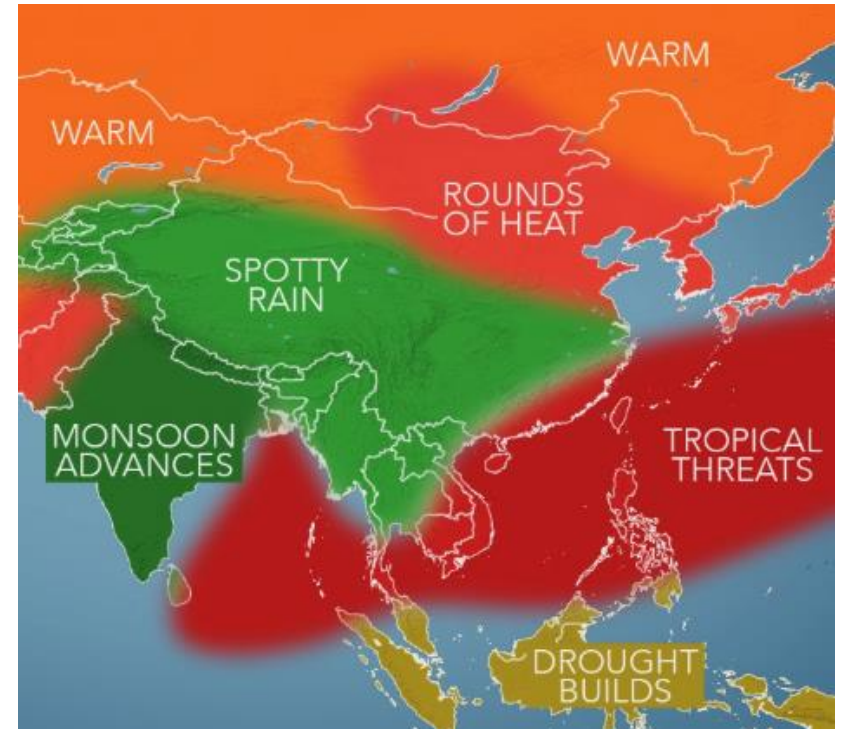 WARM
WARM
ROUNDS
OF HEAT
SPOTTY
RAIN
MONSOON
ADVANCES
TROPICAL
THREATS
DROUGHT
BUILDS